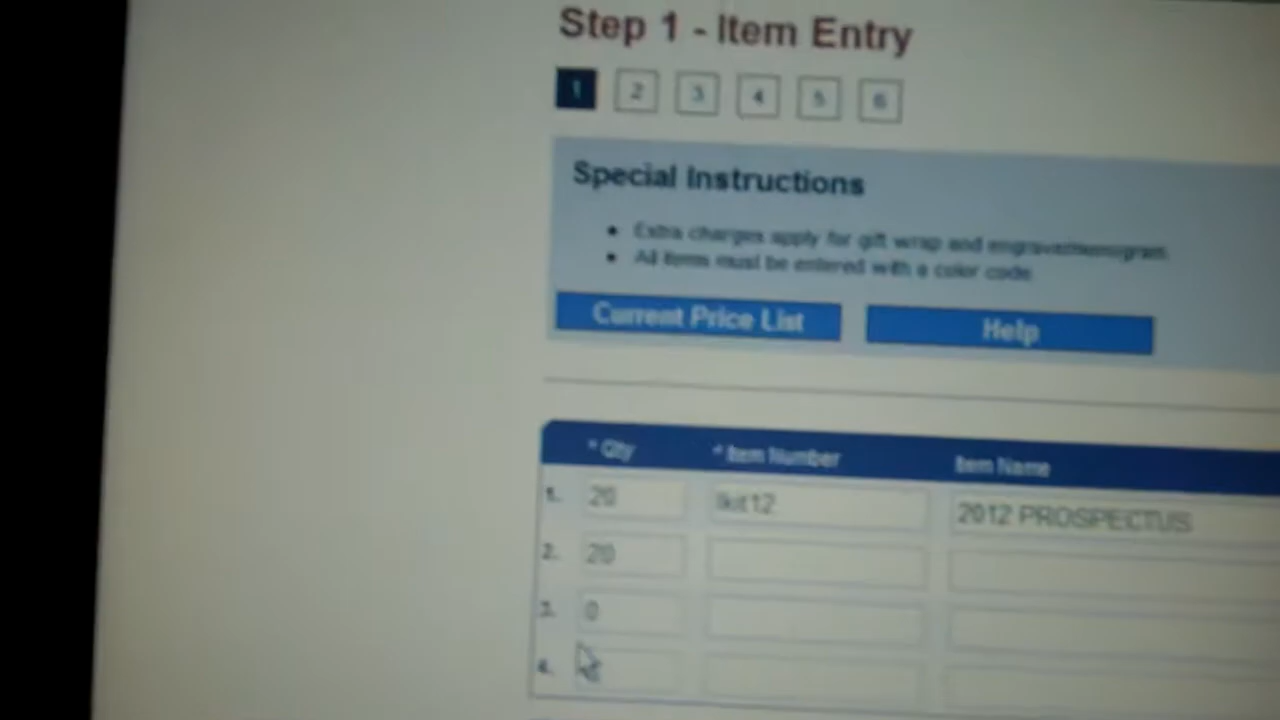 Step 1 - Item Entry
1 2 3 4 5 6
Special Instructions
• Extra charges apply for gift wrap and engrave/monogram
• All items must be entered with a color code
Current Price List Help
* Qty * Item Number Item Name
1. 20 lkit12 2012 PROSPECTUS
2. 20
3. 0
4.